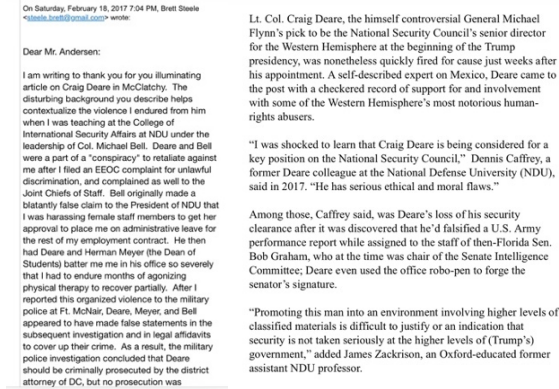 On Saturday, February 18, 2017 7:04 PM, Brett Steele
<steele.brett@gmail.com> wrote:
Dear Mr. Andersen:
I am writing to thank you for you illuminating
article on Craig Deare in McClatchy. The
disturbing background you describe helps
contextualize the violence I endured from him
when I was teaching at the College of
International Security Affairs at NDU under the
leadership of Col. Michael Bell. Deare and Bell
were a part of a "conspiracy" to retaliate against
me after I filed an EEOC complaint for unlawful
discrimination, and complained as well to the
Joint Chiefs of Staff. Bell originally made a
blatantly false claim to the President of NDU that
I was harassing female staff members to get her
approval to place me on administrative leave for
the rest of my employment contract. He then
had Deare and Herman Meyer (the Dean of
Students) batter me in his office so severely
that I had to endure months of agonizing
physical therapy to recover partially. After I
reported this organized violence to the military
police at Ft. McNair, Deare, Meyer, and Bell
appeared to have made false statements in the
subsequent investigation and in legal affidavits
to cover up their crime. As a result, the military
police investigation concluded that Deare
should be criminally prosecuted by the district
attorney of DC, but no prosecution was
Lt. Col. Craig Deare, the himself controversial General Michael
Flynn's pick to be the National Security Council's senior director
for the Western Hemisphere at the beginning of the Trump
presidency, was nonetheless quickly fired for cause just weeks after
his appointment. A self-described expert on Mexico, Deare came to
the post with a checkered record of support for and involvement
with some of the Western Hemisphere's most notorious human-
rights abusers.
"I was shocked to learn that Craig Deare is being considered for a
key position on the National Security Council," Dennis Caffrey, a
former Deare colleague at the National Defense University (NDU),
said in 2017. "He has serious ethical and moral flaws."
Among those, Caffrey said, was Deare's loss of his security
clearance after it was discovered that he'd falsified a U.S. Army
performance report while assigned to the staff of then-Florida Sen.
Bob Graham, who at the time was chair of the Senate Intelligence
Committee; Deare even used the office robo-pen to forge the
senator's signature.
"Promoting this man into an environment involving higher levels of
classified materials is difficult to justify or an indication that
security is not taken seriously at the higher levels of (Trump's)
government," added James Zackrison, an Oxford-educated former
assistant NDU professor.